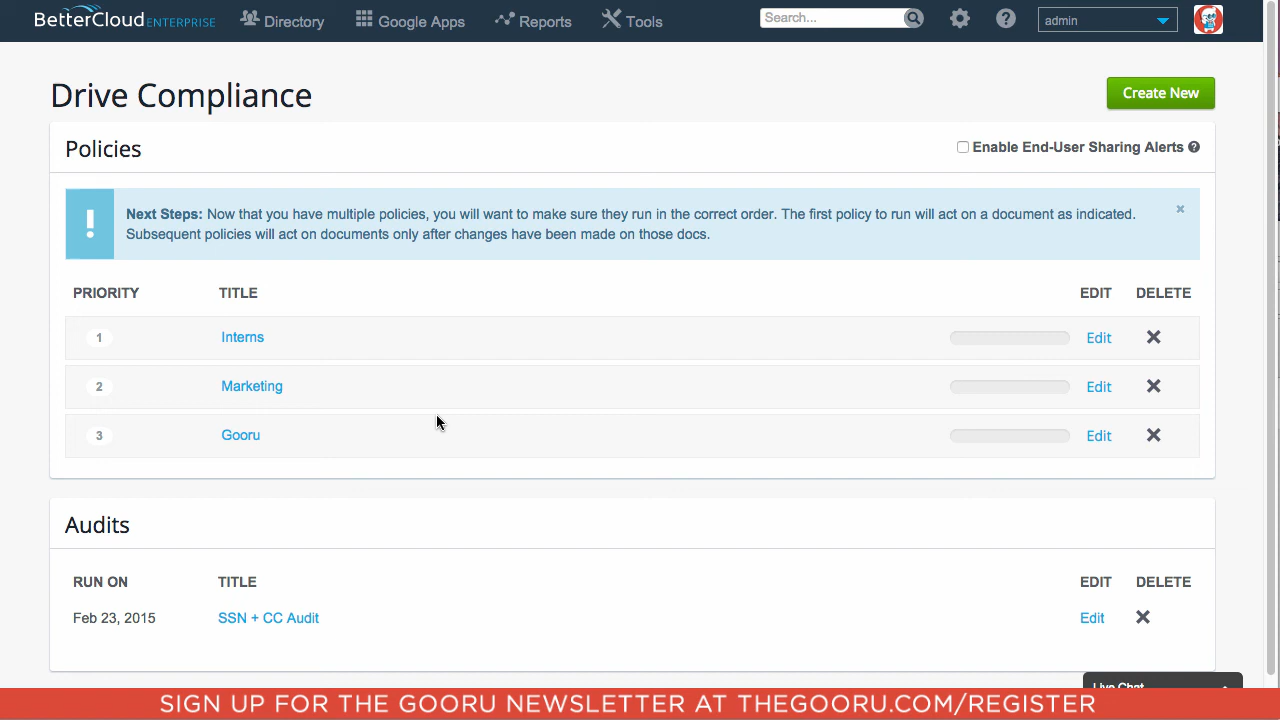 BetterCloud ENTERPRISE Directory Google Apps Reports Tools Search... admin
Drive Compliance
Create New
Policies
Enable End-User Sharing Alerts
Next Steps: Now that you have multiple policies, you will want to make sure they run in the correct order. The first policy to run will act on a document as indicated.
Subsequent policies will act on documents only after changes have been made on those docs.
PRIORITY TITLE EDIT DELETE
1 Interns Edit
2 Marketing Edit
3 Gooru Edit
Audits
RUN ON TITLE EDIT DELETE
Feb 23, 2015 SSN + CC Audit Edit
Live Chat
SIGN UP FOR THE GOORU NEWSLETTER AT THEGOORU.COM/REGISTER